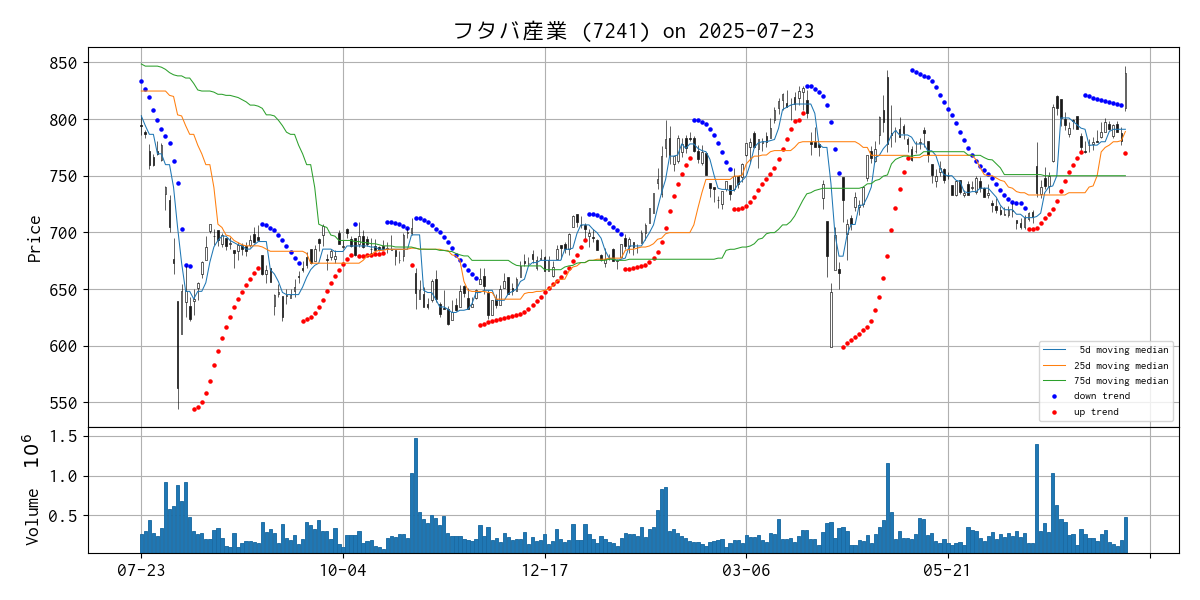 フタバ産業 (7241) on 2025-07-23
850
800
750
700
650
600
550
Price
5d moving median
25d moving median
75d moving median
down trend
up trend
1.5
1.0
0.5
Volume 10^6
07-23
10-04
12-17
03-06
05-21